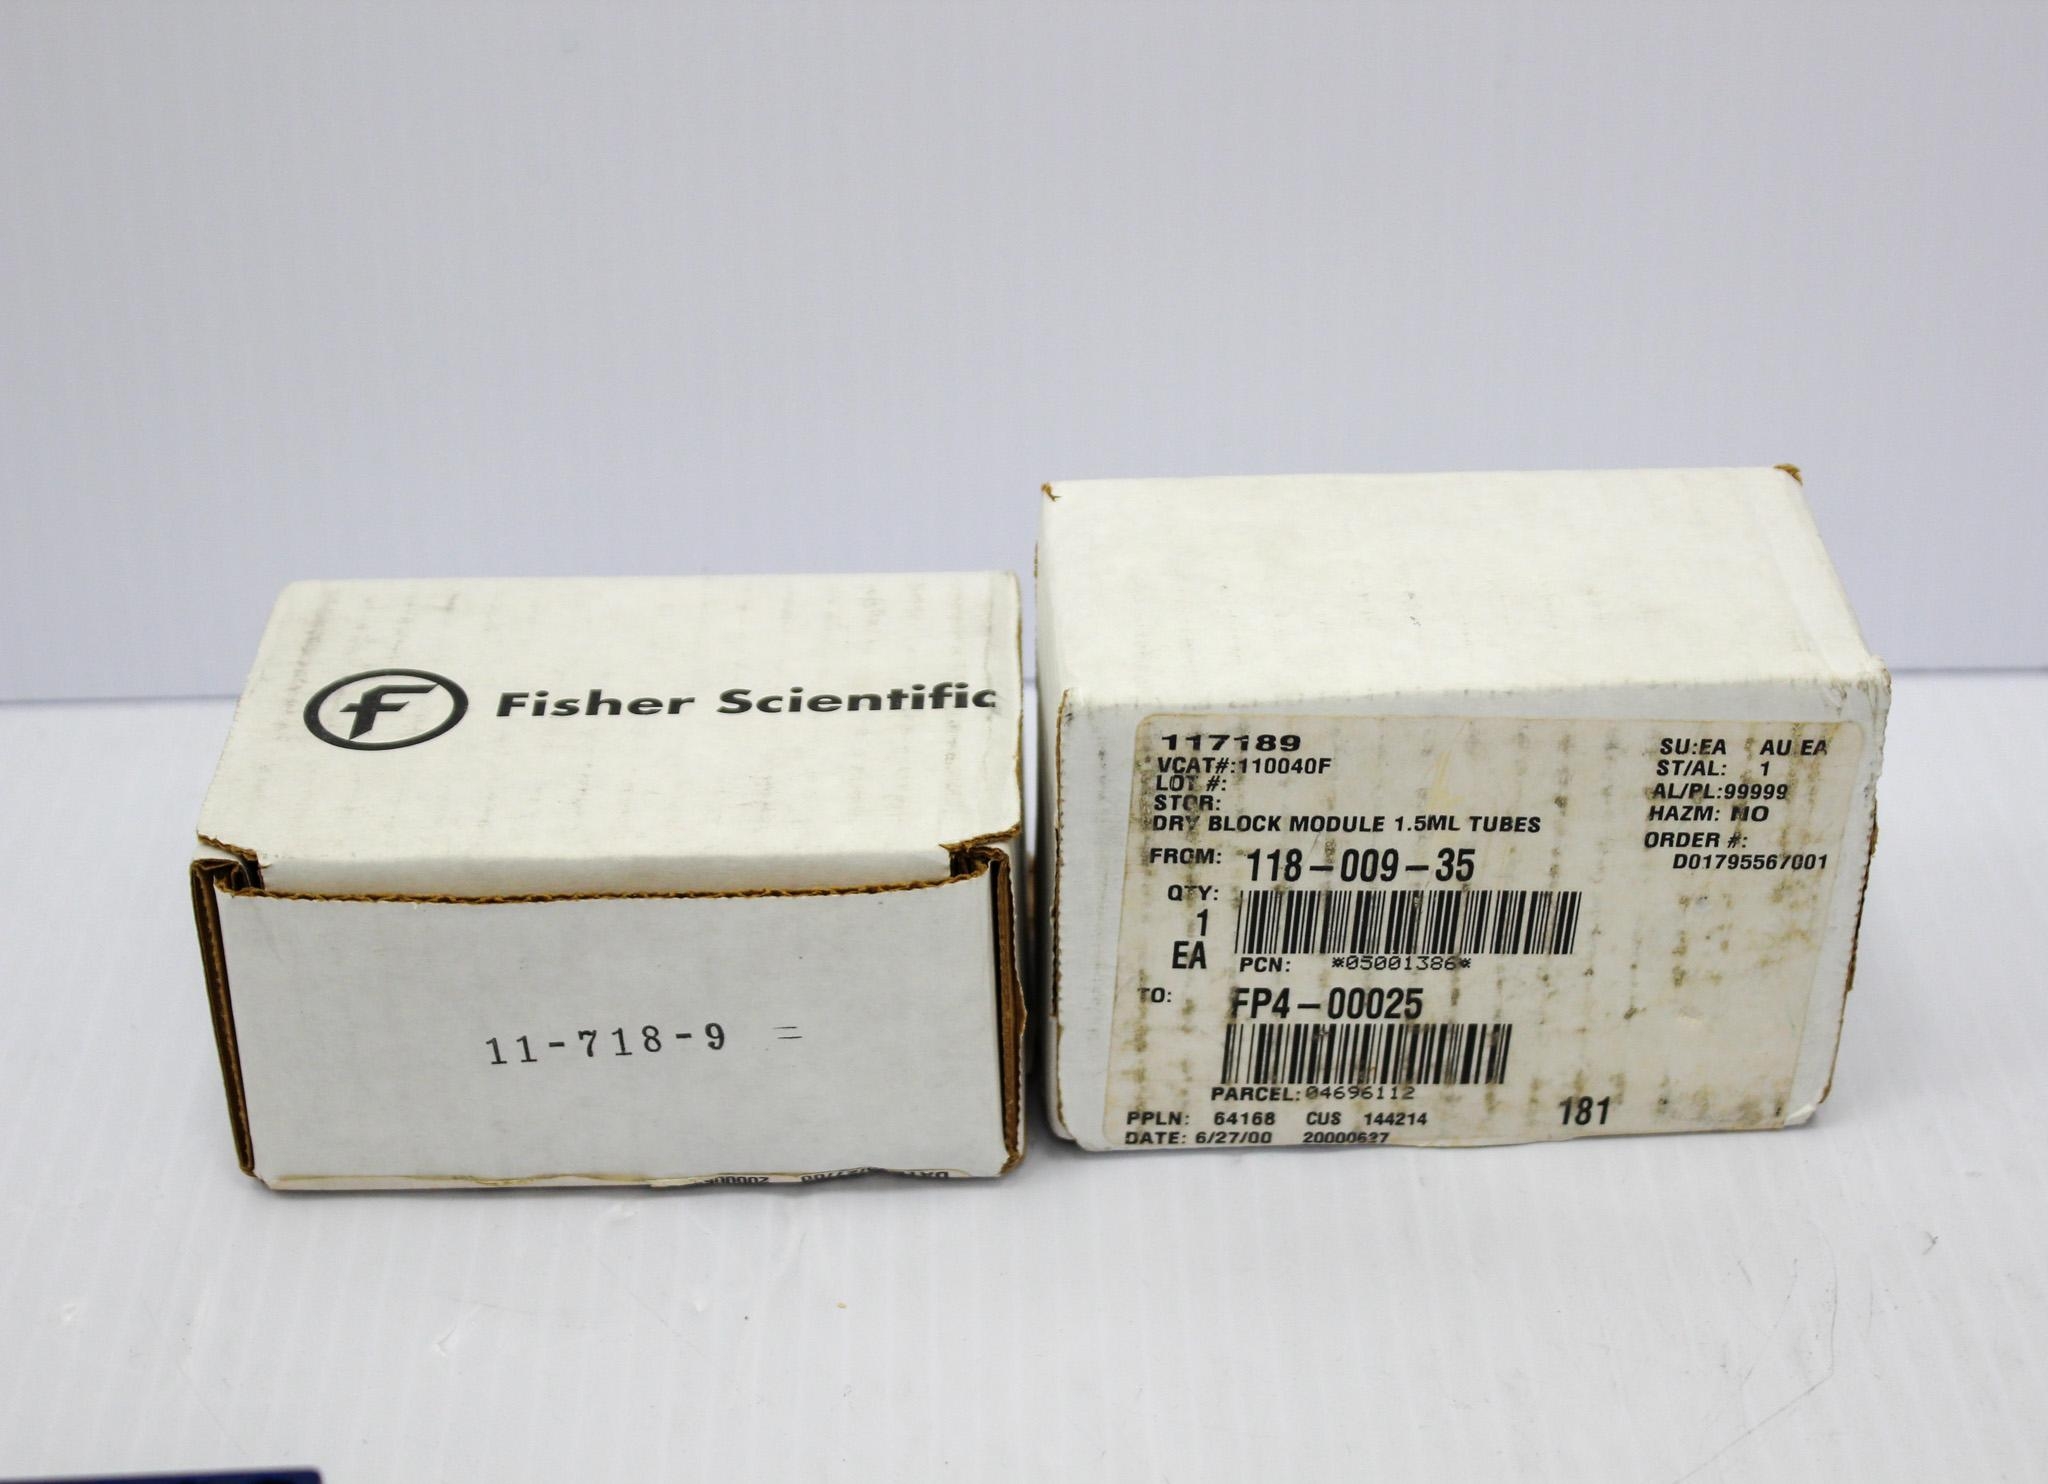 F Fisher Scientific
11-718-9 =
117189
VCAT#:110040F
LOT #:
STOR:
DRY BLOCK MODULE 1.5ML TUBES
SU:EA AU EA
ST/AL: 1
AL/PL:99999
HAZM: NO
ORDER #:
D01795567001
FROM: 118-009-35
QTY:
1
EA
PCN: *05001386*
TO: FP4-00025
PARCEL:04696112
PPLN: 64168 CUS 144214
181
DATE: 6/27/00 20000627